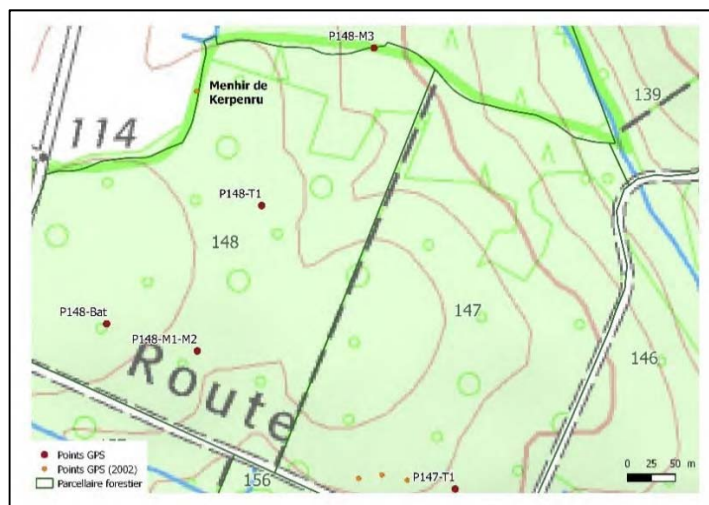 P148-M3
139
Menhir de
Kerpenru
114
P148-T1
148
P148-Bat
147
P148-M1-M2
146
Route
Points GPS
Points GPS (2002)
Parcellaire forestier
156
P147-T1
0 25 50 m